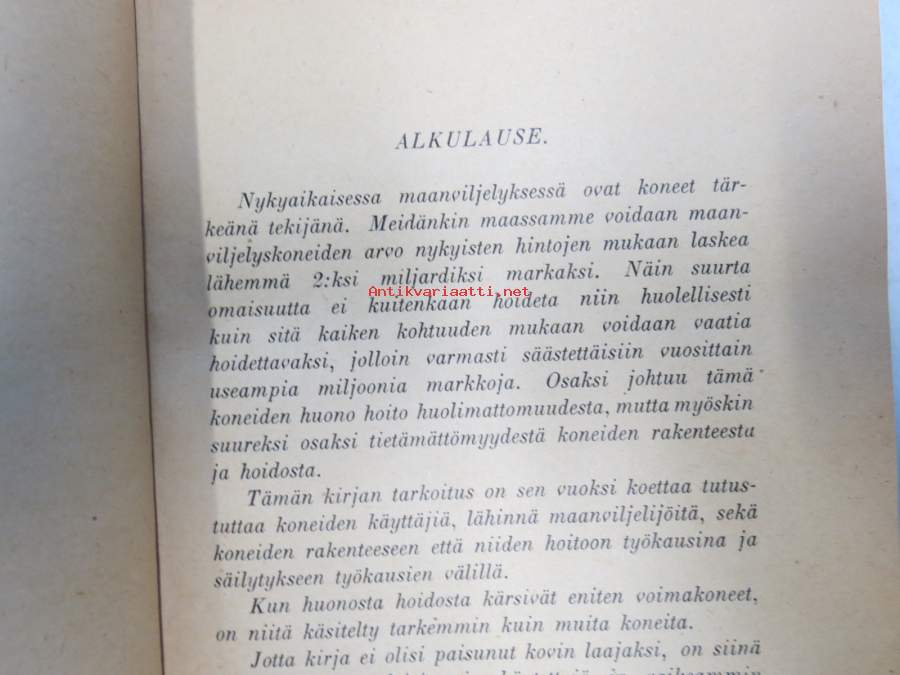 ALKULAUSE.
Nykyaikaisessa maanviljelyksessä ovat koneet tär-
keänä tekijänä. Meidänkin maassamme voidaan maan-
viljelyskoneiden arvo nykyisten hintojen mukaan laskea
lähemmä 2:ksi miljardiksi markaksi. Näin suurta
Antikvariaatti.net
omaisuutta ei kuitenkaan hoideta niin huolellisesti
kuin sitä kaiken kohtuuden mukaan voidaan vaatia
hoidettavaksi, jolloin varmasti säästettäisiin vuosittain
useampia miljoonia markkoja. Osaksi johtuu tämä
koneiden huono hoito huolimattomuudesta, mutta myöskin
suureksi osaksi tietämättömyydestä koneiden rakenteesta
ja hoidosta.
Tämän kirjan tarkoitus on sen vuoksi koettaa tutus-
tuttaa koneiden käyttäjiä, lähinnä maanviljelijöitä, sekä
koneiden rakenteeseen että niiden hoitoon työkausina ja
säilytykseen työkausien välillä.
Kun huonosta hoidosta kärsivät eniten voimakoneet,
on niitä käsitelty tarkemmin kuin muita koneita.
Jotta kirja ei olisi paisunut kovin laajaksi, on siinä